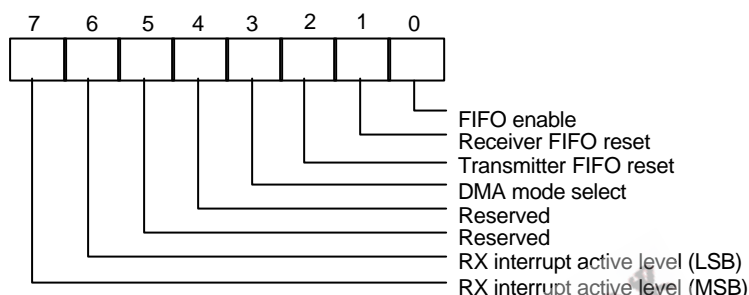 7 6 5 4 3 2 1 0
FIFO enable
Receiver FIFO reset
Transmitter FIFO reset
DMA mode select
Reserved
Reserved
RX interrupt active level (LSB)
RX interrupt active level (MSB)